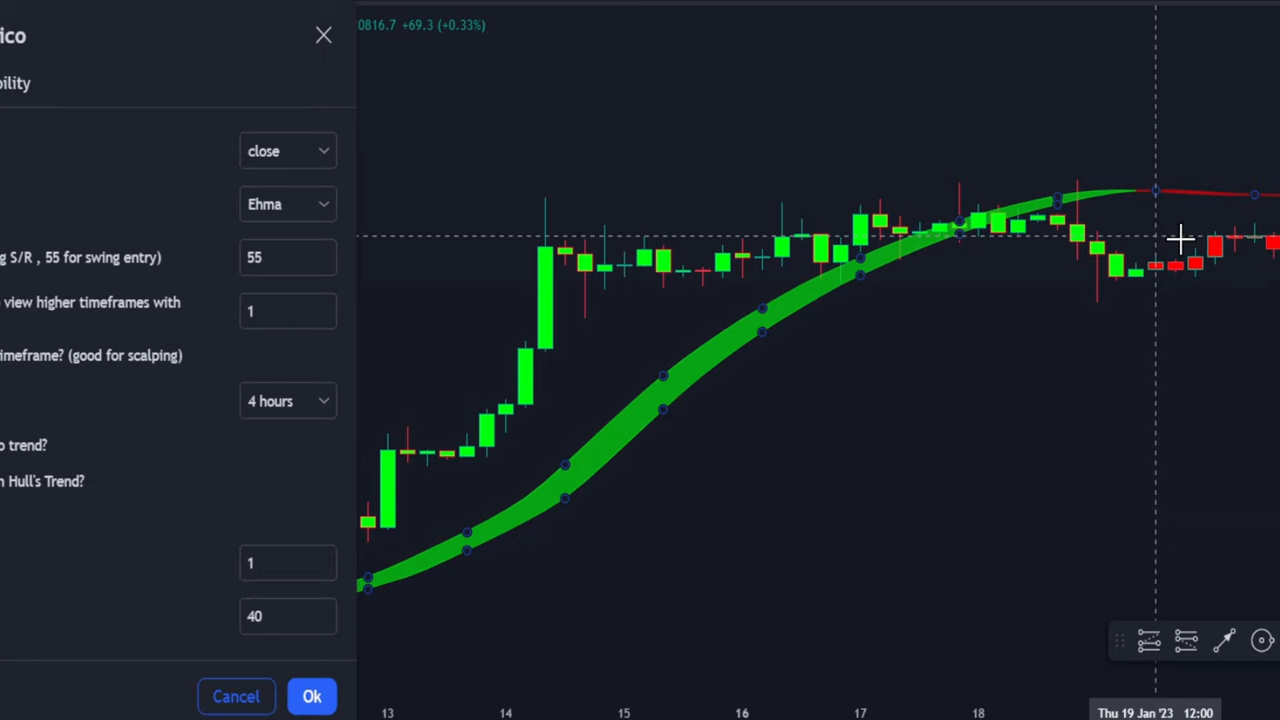 ico
0816.7 +69.3 (+0.33%)
bility
close
Ehma
g S/R , 55 for swing entry)
55
view higher timeframes with
1
imeframe? (good for scalping)
4 hours
o trend?
n Hull's Trend?
1
40
Cancel
Ok
13
14
15
16
17
18
Thu 19 Jan '23 12:00